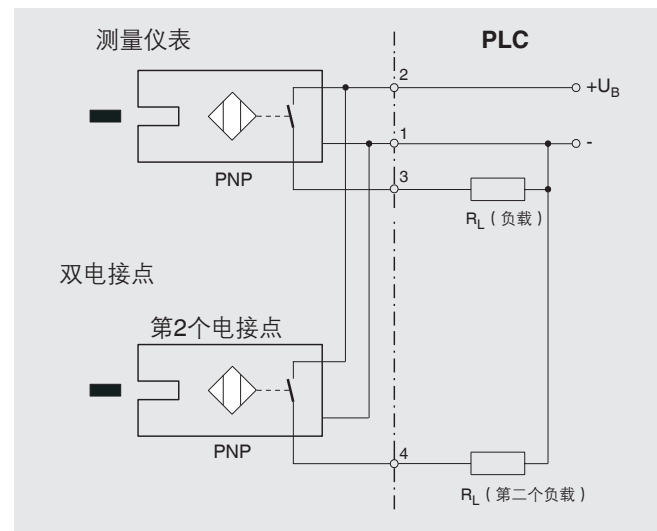 测量仪表
PLC
2
+U_B
1
-
PNP
3
R_L(负载)
双电接点
第2个电接点
PNP
4
R_L(第二个负载)